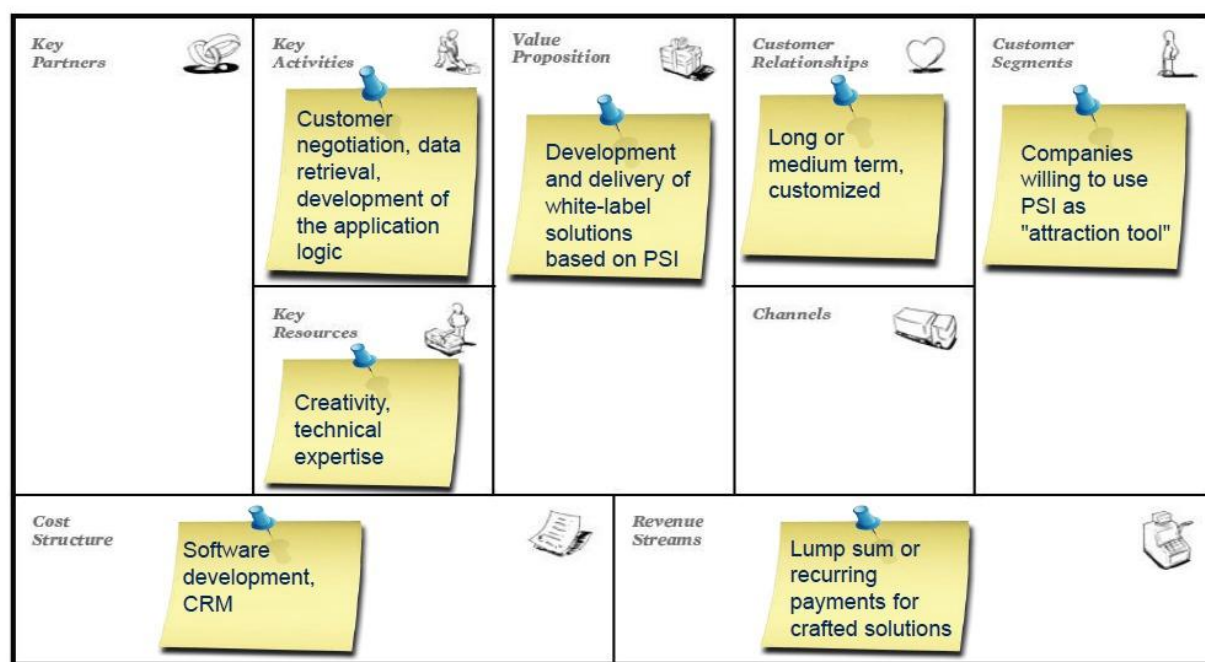 Key
Partners
Key
Activities
Customer
negotiation, data
retrieval,
development of
the application
logic
Key
Resources
Creativity,
technical
expertise
Value
Proposition
Development
and delivery of
white-label
solutions
based on PSI
Customer
Relationships
Long or
medium term,
customized
Channels
Customer
Segments
Companies
willing to use
PSI as
"attraction tool"
Cost
Structure
Software
development,
CRM
Revenue
Streams
Lump sum or
recurring
payments for
crafted solutions